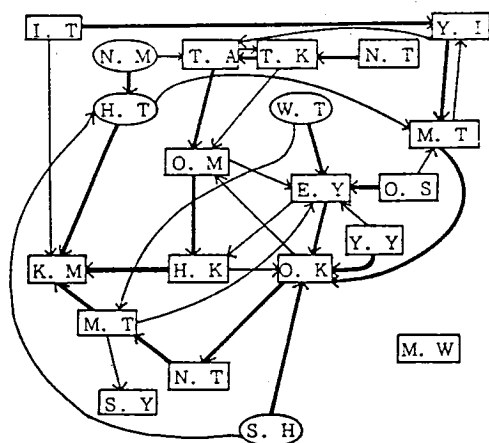 I. T
Y. I
N. M
T. A
T. K
N. T
H. T
W. T
M. T
O. M
E. Y
O. S
Y. Y
K. M
H. K
O. K
M. T
N. T
M. W
S. Y
S. H